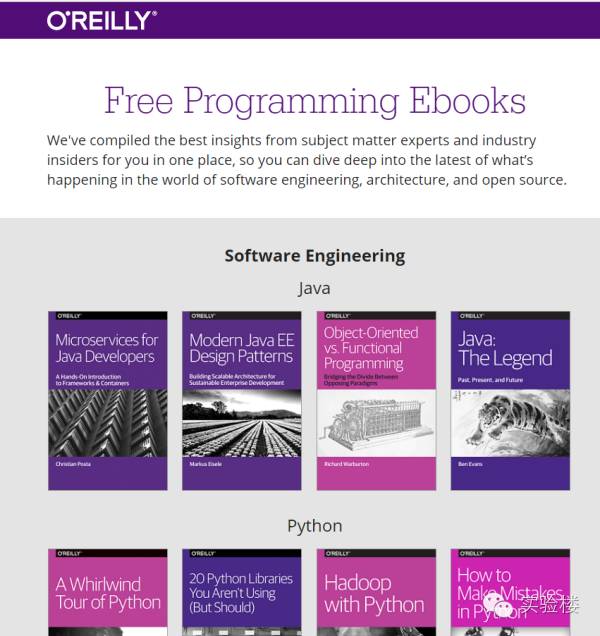 O'REILLY®
Free Programming Ebooks
We've compiled the best insights from subject matter experts and industry
insiders for you in one place, so you can dive deep into the latest of what's
happening in the world of software engineering, architecture, and open source.
Software Engineering
Java
O'REILLY®
Microservices for
Java Developers
A Hands-On Introduction
to Frameworks & Containers
Christian Posta
O'REILLY®
Modern Java EE
Design Patterns
Building Scalable Architecture for
Sustainable Enterprise Development
Markus Eisele
O'REILLY®
Object-Oriented
vs. Functional
Programming
Bridging the Divide Between
Opposing Paradigms
Richard Warburton
O'REILLY®
Java:
The Legend
Past, Present, and Future
Ben Evans
Python
O'REILLY®
A Whirlwind
Tour of Python
O'REILLY®
20 Python Libraries
You Aren't Using
(But Should)
O'REILLY®
Hadoop
with Python
O'REILLY®
How to
Make Mistakes
in Python
实验楼